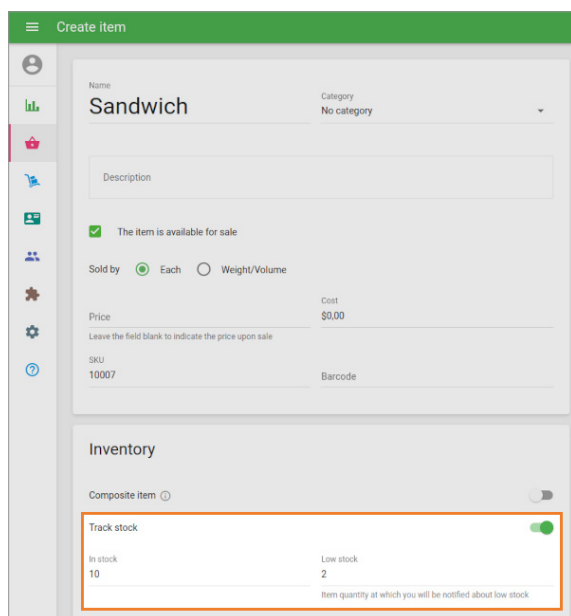 Create item
Name
Sandwich
Category
No category
Description
The item is available for sale
Sold by
Each
Weight/Volume
Price
Cost
$0,00
Leave the field blank to indicate the price upon sale
SKU
10007
Barcode
Inventory
Composite item
Track stock
In stock
10
Low stock
2
Item quantity at which you will be notified about low stock